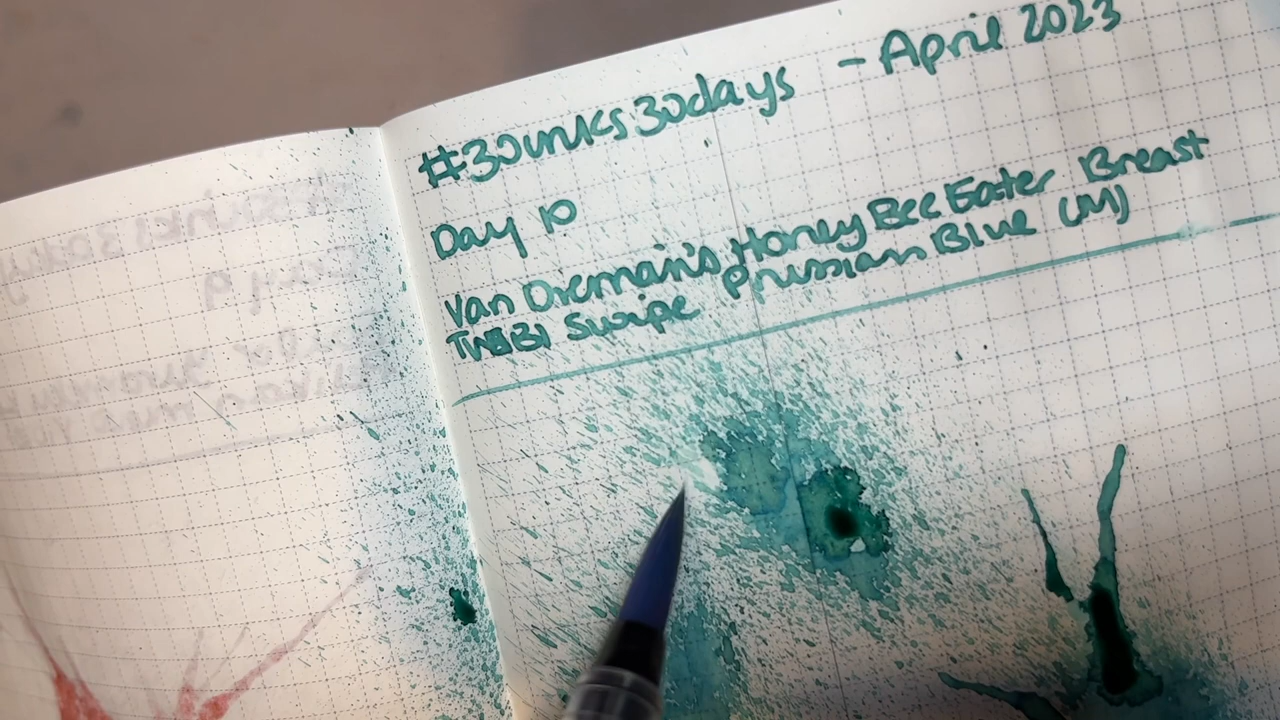 #30inks30days - April 2023
Day 10
Van Dieman's Honey Bee Eater Breast
TWSBI Swipe Prussian Blue (M)